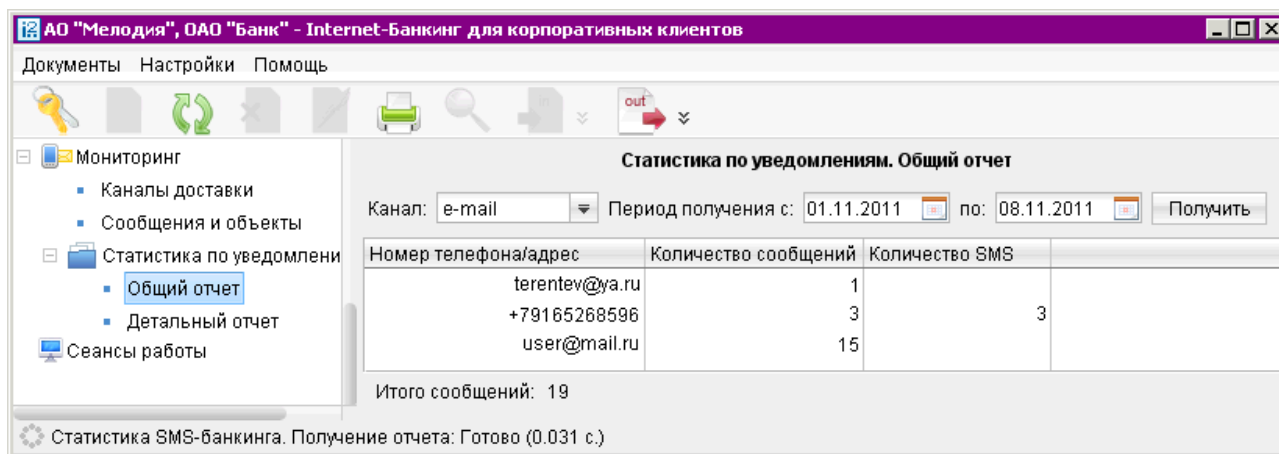 АО "Мелодия", ОАО "Банк" - Internet-Банкинг для корпоративных клиентов
Документы Настройки Помощь
in
out
Мониторинг
Каналы доставки
Сообщения и объекты
Статистика по уведомлени
Общий отчет
Детальный отчет
Сеансы работы
Статистика по уведомлениям. Общий отчет
Канал: e-mail Период получения с: 01.11.2011 по: 08.11.2011 Получить
Номер телефона/адрес Количество сообщений Количество SMS
terentev@ya.ru 1
+79165268596 3 3
user@mail.ru 15
Итого сообщений: 19
Статистика SMS-банкинга. Получение отчета: Готово (0.031 с.)